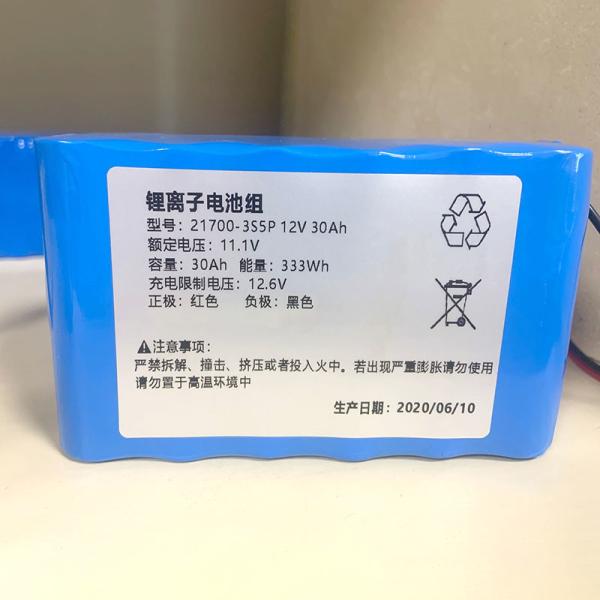 锂离子电池组
型号：21700-3S5P 12V 30Ah
额定电压：11.1V
容量：30Ah 能量：333Wh
充电限制电压：12.6V
正极：红色 负极：黑色
⚠注意事项：
严禁拆解、撞击、挤压或者投入火中。若出现严重膨胀请勿使用
请勿置于高温环境中
生产日期：2020/06/10